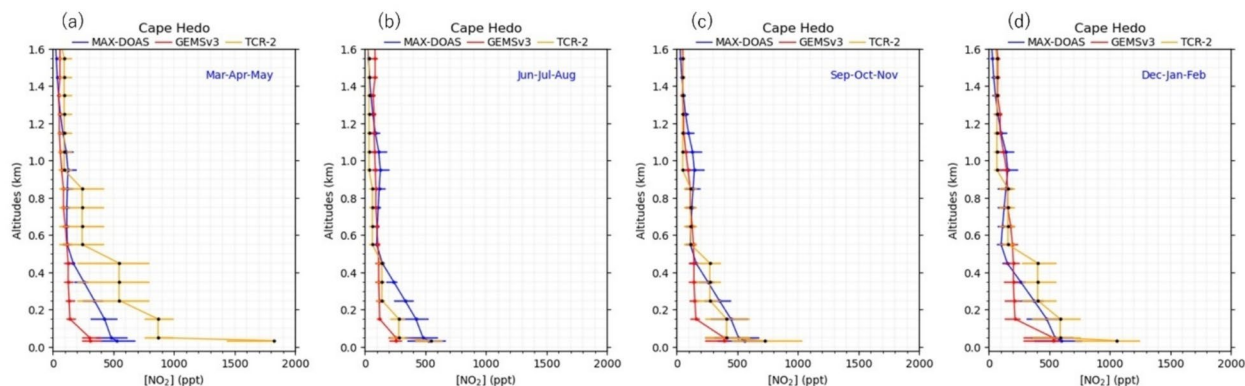 (a)
Cape Hedo
MAX-DOAS GEMSv3 TCR-2
Mar-Apr-May
Altitudes (km)
1.6
1.4
1.2
1.0
0.8
0.6
0.4
0.2
0.0
0 500 1000 1500 2000
[NO₂] (ppt)
(b)
Cape Hedo
MAX-DOAS GEMSv3 TCR-2
Jun-Jul-Aug
Altitudes (km)
1.6
1.4
1.2
1.0
0.8
0.6
0.4
0.2
0.0
0 500 1000 1500 2000
[NO₂] (ppt)
(c)
Cape Hedo
MAX-DOAS GEMSv3 TCR-2
Sep-Oct-Nov
Altitudes (km)
1.6
1.4
1.2
1.0
0.8
0.6
0.4
0.2
0.0
0 500 1000 1500 2000
[NO₂] (ppt)
(d)
Cape Hedo
MAX-DOAS GEMSv3 TCR-2
Dec-Jan-Feb
Altitudes (km)
1.6
1.4
1.2
1.0
0.8
0.6
0.4
0.2
0.0
0 500 1000 1500 2000
[NO₂] (ppt)